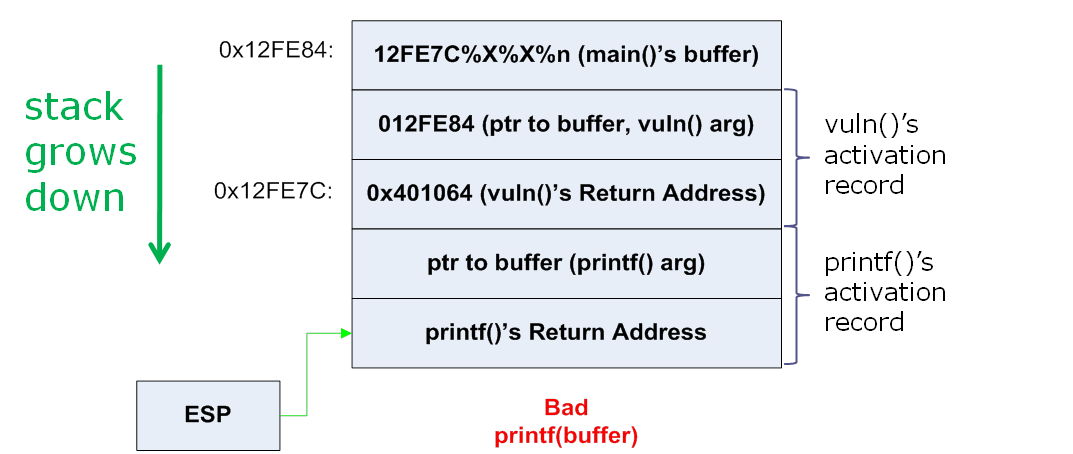 0x12FE84:
12FE7C%X%X%n (main()’s buffer)
stack
grows
down
012FE84 (ptr to buffer, vuln() arg)
vuln()’s
activation
record
0x12FE7C:
0x401064 (vuln()’s Return Address)
ptr to buffer (printf() arg)
printf()’s
activation
record
printf()’s Return Address
ESP
Bad
printf(buffer)